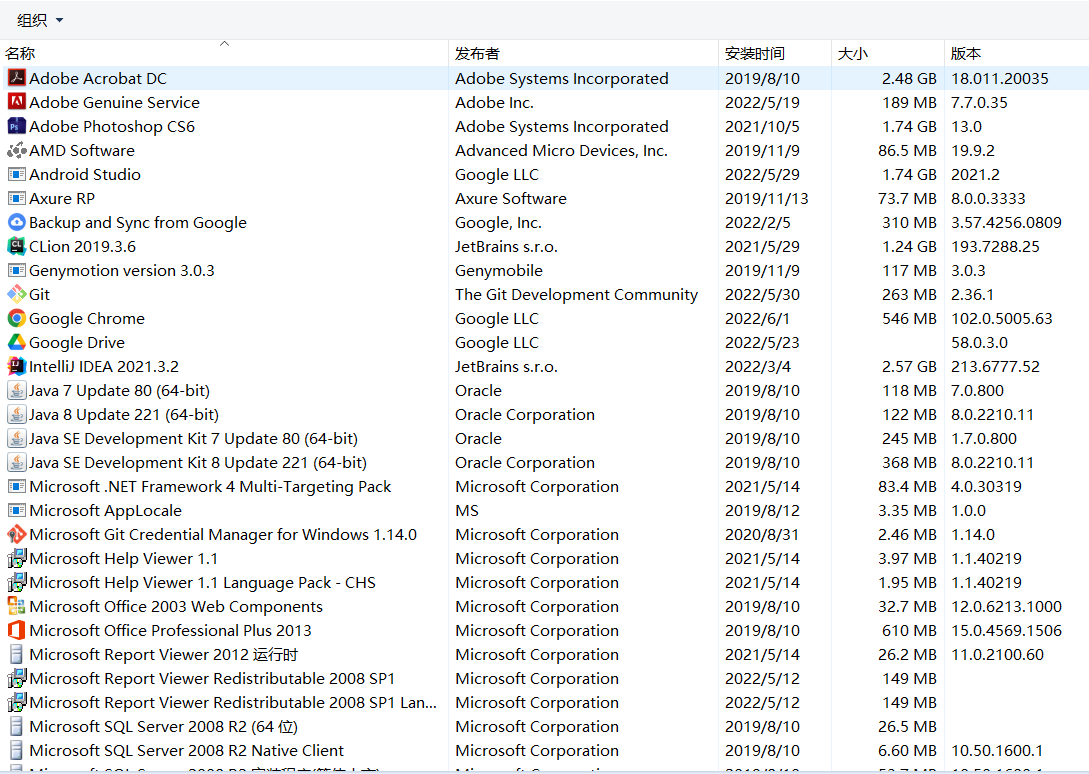 组织
名称 发布者 安装时间 大小 版本
Adobe Acrobat DC Adobe Systems Incorporated 2019/8/10 2.48 GB 18.011.20035
Adobe Genuine Service Adobe Inc. 2022/5/19 189 MB 7.7.0.35
Adobe Photoshop CS6 Adobe Systems Incorporated 2021/10/5 1.74 GB 13.0
AMD Software Advanced Micro Devices, Inc. 2019/11/9 86.5 MB 19.9.2
Android Studio Google LLC 2022/5/29 1.74 GB 2021.2
Axure RP Axure Software 2019/11/13 73.7 MB 8.0.0.3333
Backup and Sync from Google Google, Inc. 2022/2/5 310 MB 3.57.4256.0809
CLion 2019.3.6 JetBrains s.r.o. 2021/5/29 1.24 GB 193.7288.25
Genymotion version 3.0.3 Genymobile 2019/11/9 117 MB 3.0.3
Git The Git Development Community 2022/5/30 263 MB 2.36.1
Google Chrome Google LLC 2022/6/1 546 MB 102.0.5005.63
Google Drive Google LLC 2022/5/23 58.0.3.0
IntelliJ IDEA 2021.3.2 JetBrains s.r.o. 2022/3/4 2.57 GB 213.6777.52
Java 7 Update 80 (64-bit) Oracle 2019/8/10 118 MB 7.0.800
Java 8 Update 221 (64-bit) Oracle Corporation 2019/8/10 122 MB 8.0.2210.11
Java SE Development Kit 7 Update 80 (64-bit) Oracle 2019/8/10 245 MB 1.7.0.800
Java SE Development Kit 8 Update 221 (64-bit) Oracle Corporation 2019/8/10 368 MB 8.0.2210.11
Microsoft .NET Framework 4 Multi-Targeting Pack Microsoft Corporation 2021/5/14 83.4 MB 4.0.30319
Microsoft AppLocale MS 2019/8/12 3.35 MB 1.0.0
Microsoft Git Credential Manager for Windows 1.14.0 Microsoft Corporation 2020/8/31 2.46 MB 1.14.0
Microsoft Help Viewer 1.1 Microsoft Corporation 2021/5/14 3.97 MB 1.1.40219
Microsoft Help Viewer 1.1 Language Pack - CHS Microsoft Corporation 2021/5/14 1.95 MB 1.1.40219
Microsoft Office 2003 Web Components Microsoft Corporation 2019/8/10 32.7 MB 12.0.6213.1000
Microsoft Office Professional Plus 2013 Microsoft Corporation 2019/8/10 610 MB 15.0.4569.1506
Microsoft Report Viewer 2012 运行时 Microsoft Corporation 2021/5/14 26.2 MB 11.0.2100.60
Microsoft Report Viewer Redistributable 2008 SP1 Microsoft Corporation 2022/5/12 149 MB
Microsoft Report Viewer Redistributable 2008 SP1 Lan... Microsoft Corporation 2022/5/12 149 MB
Microsoft SQL Server 2008 R2 (64 位) Microsoft Corporation 2019/8/10 26.5 MB
Microsoft SQL Server 2008 R2 Native Client Microsoft Corporation 2019/8/10 6.60 MB 10.50.1600.1